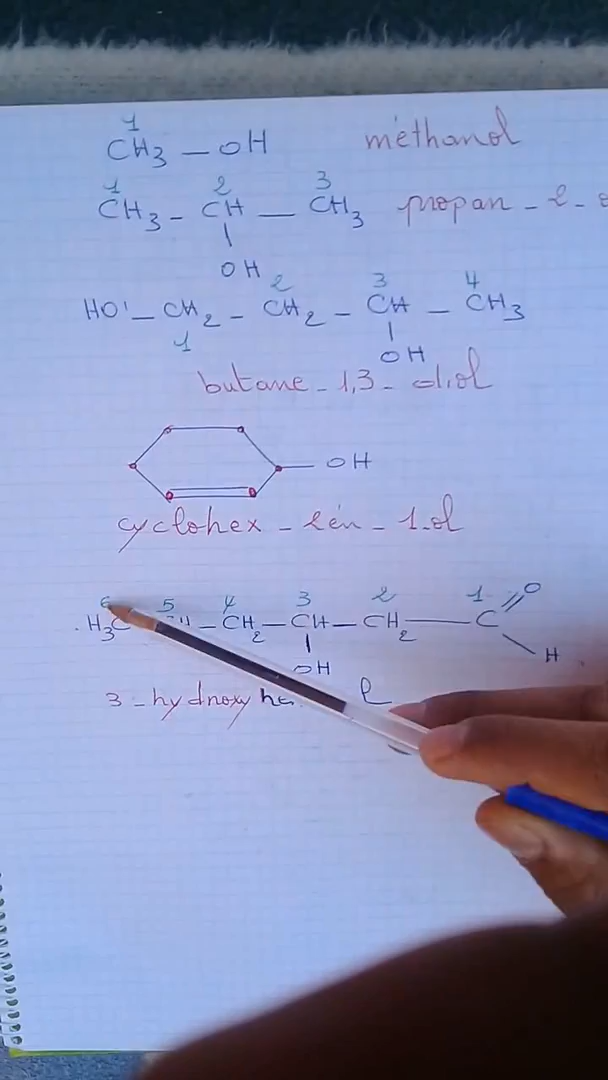 1
CH3 — OH méthanol
1 2 3
CH3 - CH — CH3 propan - 2 -
OH
2 3 4
HO - CH2 - CH2 - CH - CH3
1
OH
butane - 1,3 - diol
OH
cyclohex - 2én - 1-ol
6 5 4 3 2 1 O
H3C - CH2 - CH — CH2 — C
OH H
3 - hydroxy